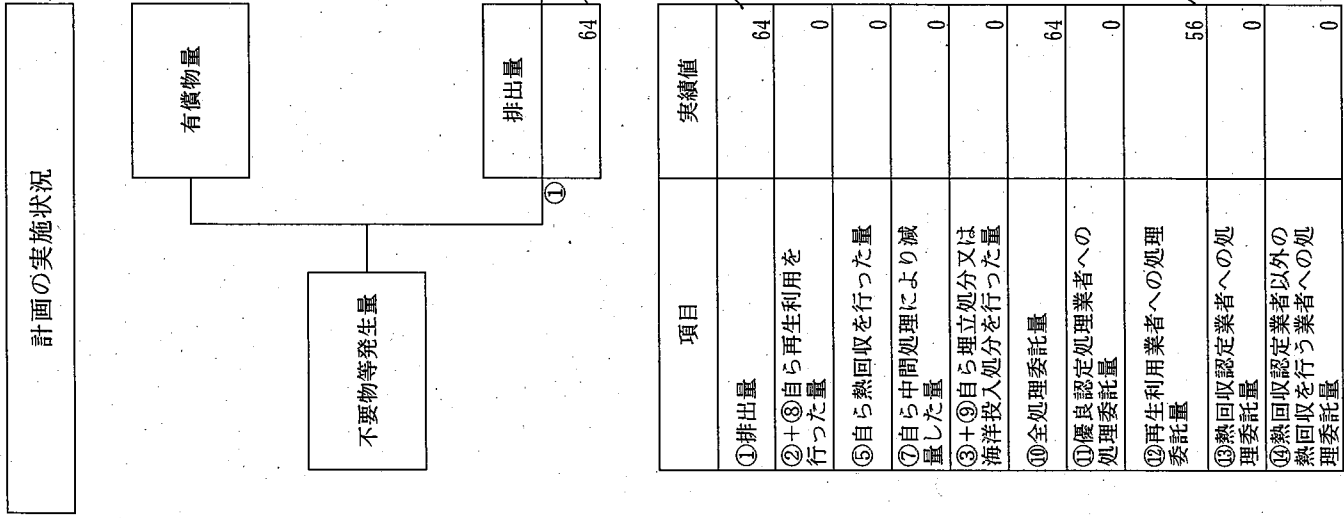 計画の実施状況
有償物量
不要物等発生量
排出量
①
64
項目
実績値
①排出量
64
②+⑧自ら再生利用を
行った量
0
⑤自ら熱回収を行った量
0
⑦自ら中間処理により減
量した量
0
③+⑨自ら埋立処分又は
海洋投入処分を行った量
0
⑩全処理委託量
64
⑪優良認定処理業者への
処理委託量
0
⑫再生利用業者への処理
委託量
56
⑬熱回収認定業者への処
理委託量
0
⑭熱回収認定業者以外の
熱回収を行う業者への処
理委託量
0